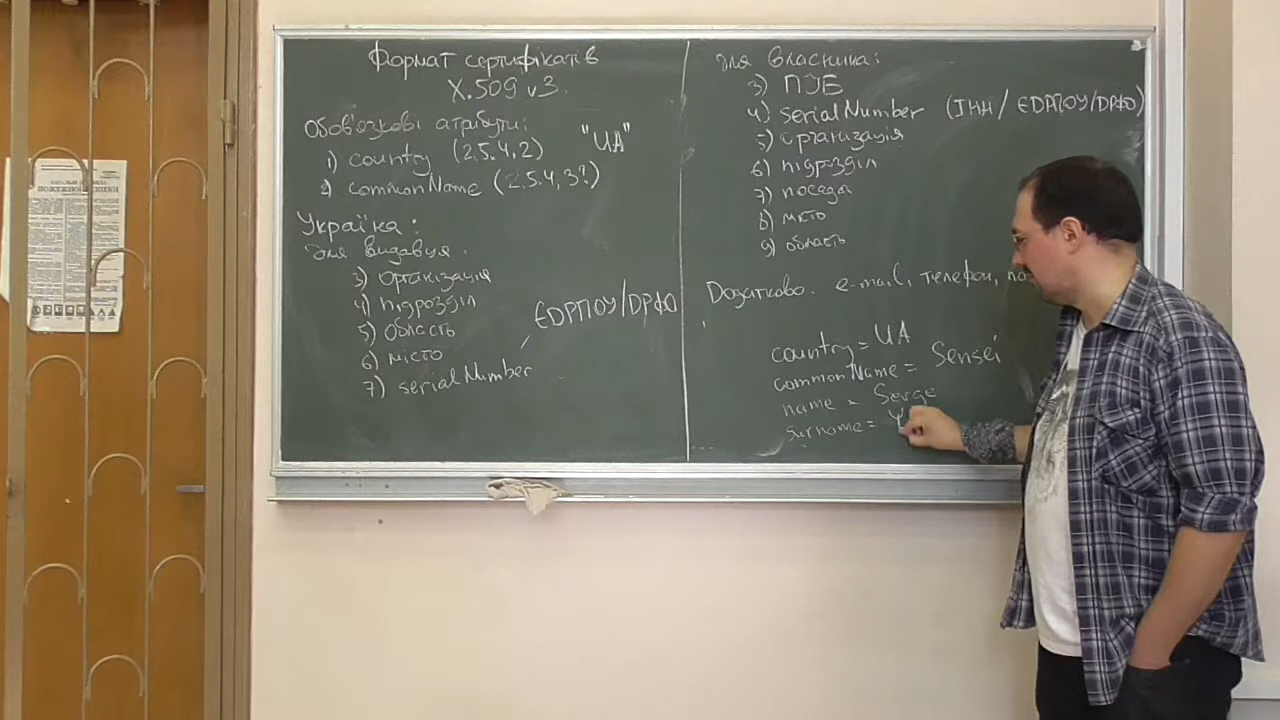 Формат сертифікатів
X.509 v3
Обов'язкові атрибути:
1) country (2.5.4.2) "UA"
2) commonName (2.5.4.3?)
Україна:
Для видавця:
3) Організація
4) підрозділ
5) Область
6) місто
7) serialNumber
ЄДРПОУ/ДРФО
Для власника:
3) ПІБ
4) serialNumber (ІНН/ЄДРПОУ/ДРФО)
5) організація
6) підрозділ
7) посада
8) місто
9) область
Додатково: e-mail, телефон,
country = UA
commonName = Sensei
name = Serge
surname =